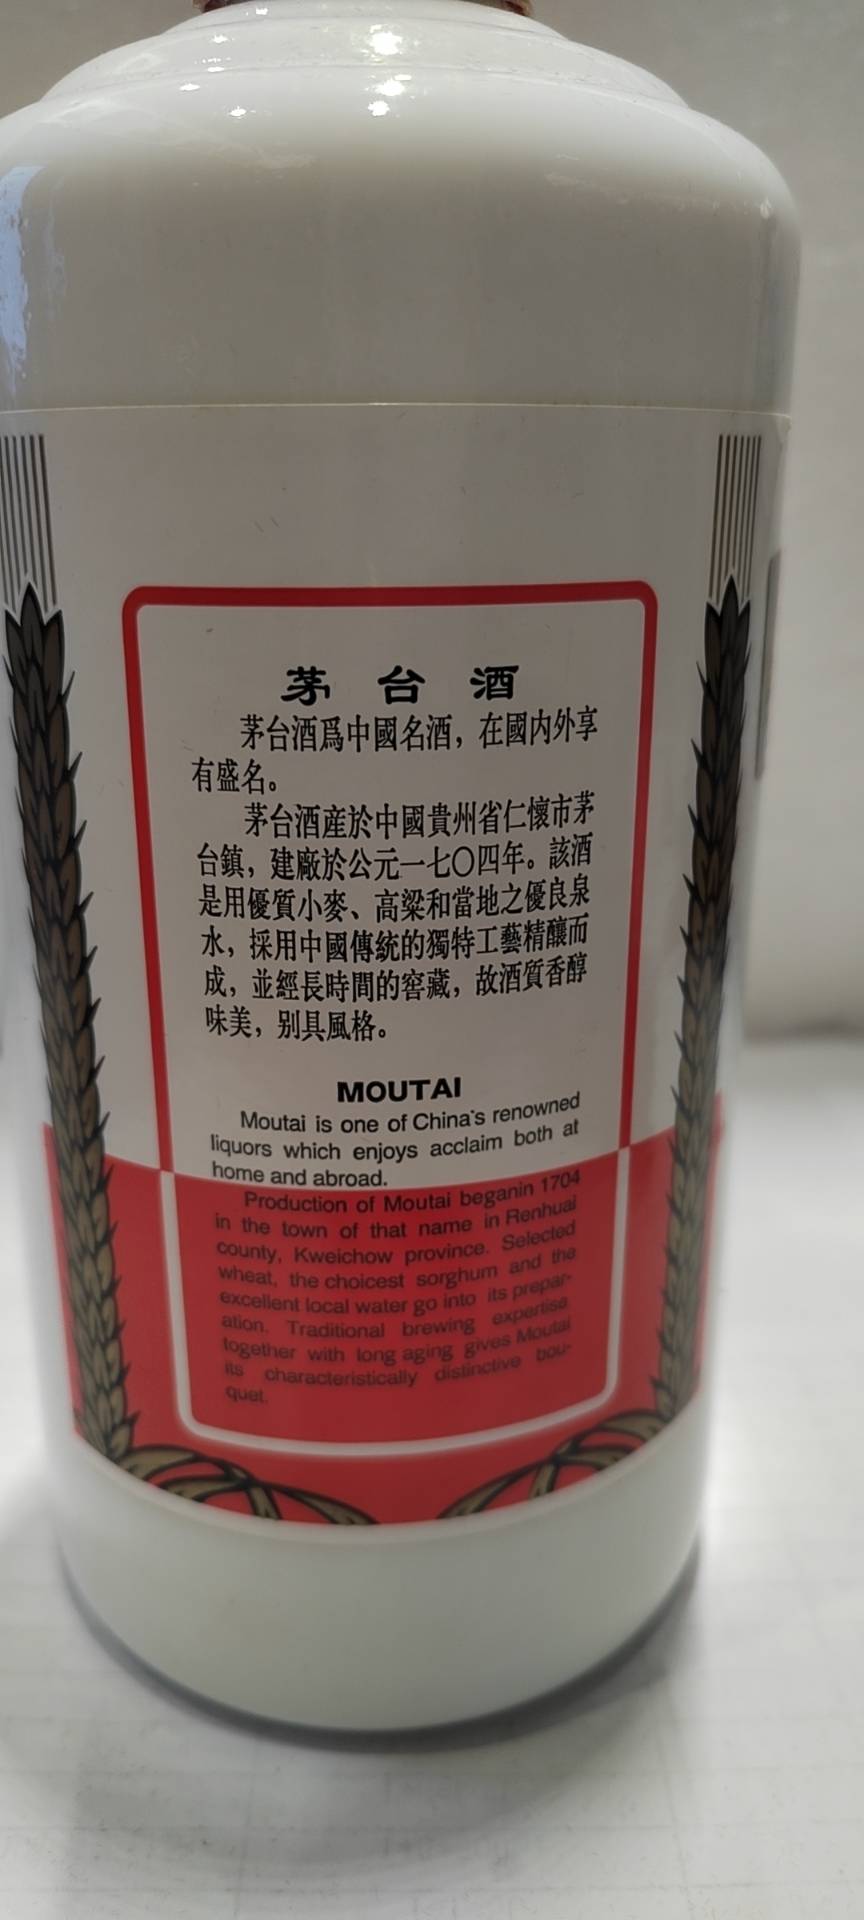 茅台酒
茅台酒爲中國名酒，在國内外享
有盛名。
茅台酒産於中國貴州省仁懷市茅
台鎮，建廠於公元一七〇四年。該酒
是用優質小麥、高粱和當地之優良泉
水，採用中國傳統的獨特工藝精釀而
成，並經長時間的窖藏，故酒質香醇
味美，别具風格。
MOUTAI
Moutai is one of China's renowned
liquors which enjoys acclaim both at
home and abroad.
Production of Moutai beganin 1704
in the town of that name in Renhuai
county, Kweichow province. Selected
wheat, the choicest sorghum and the
excellent local water go into its prepar-
ation. Traditional brewing expertise
together with long aging gives Moutai
its characteristically distinctive bou-
quet.